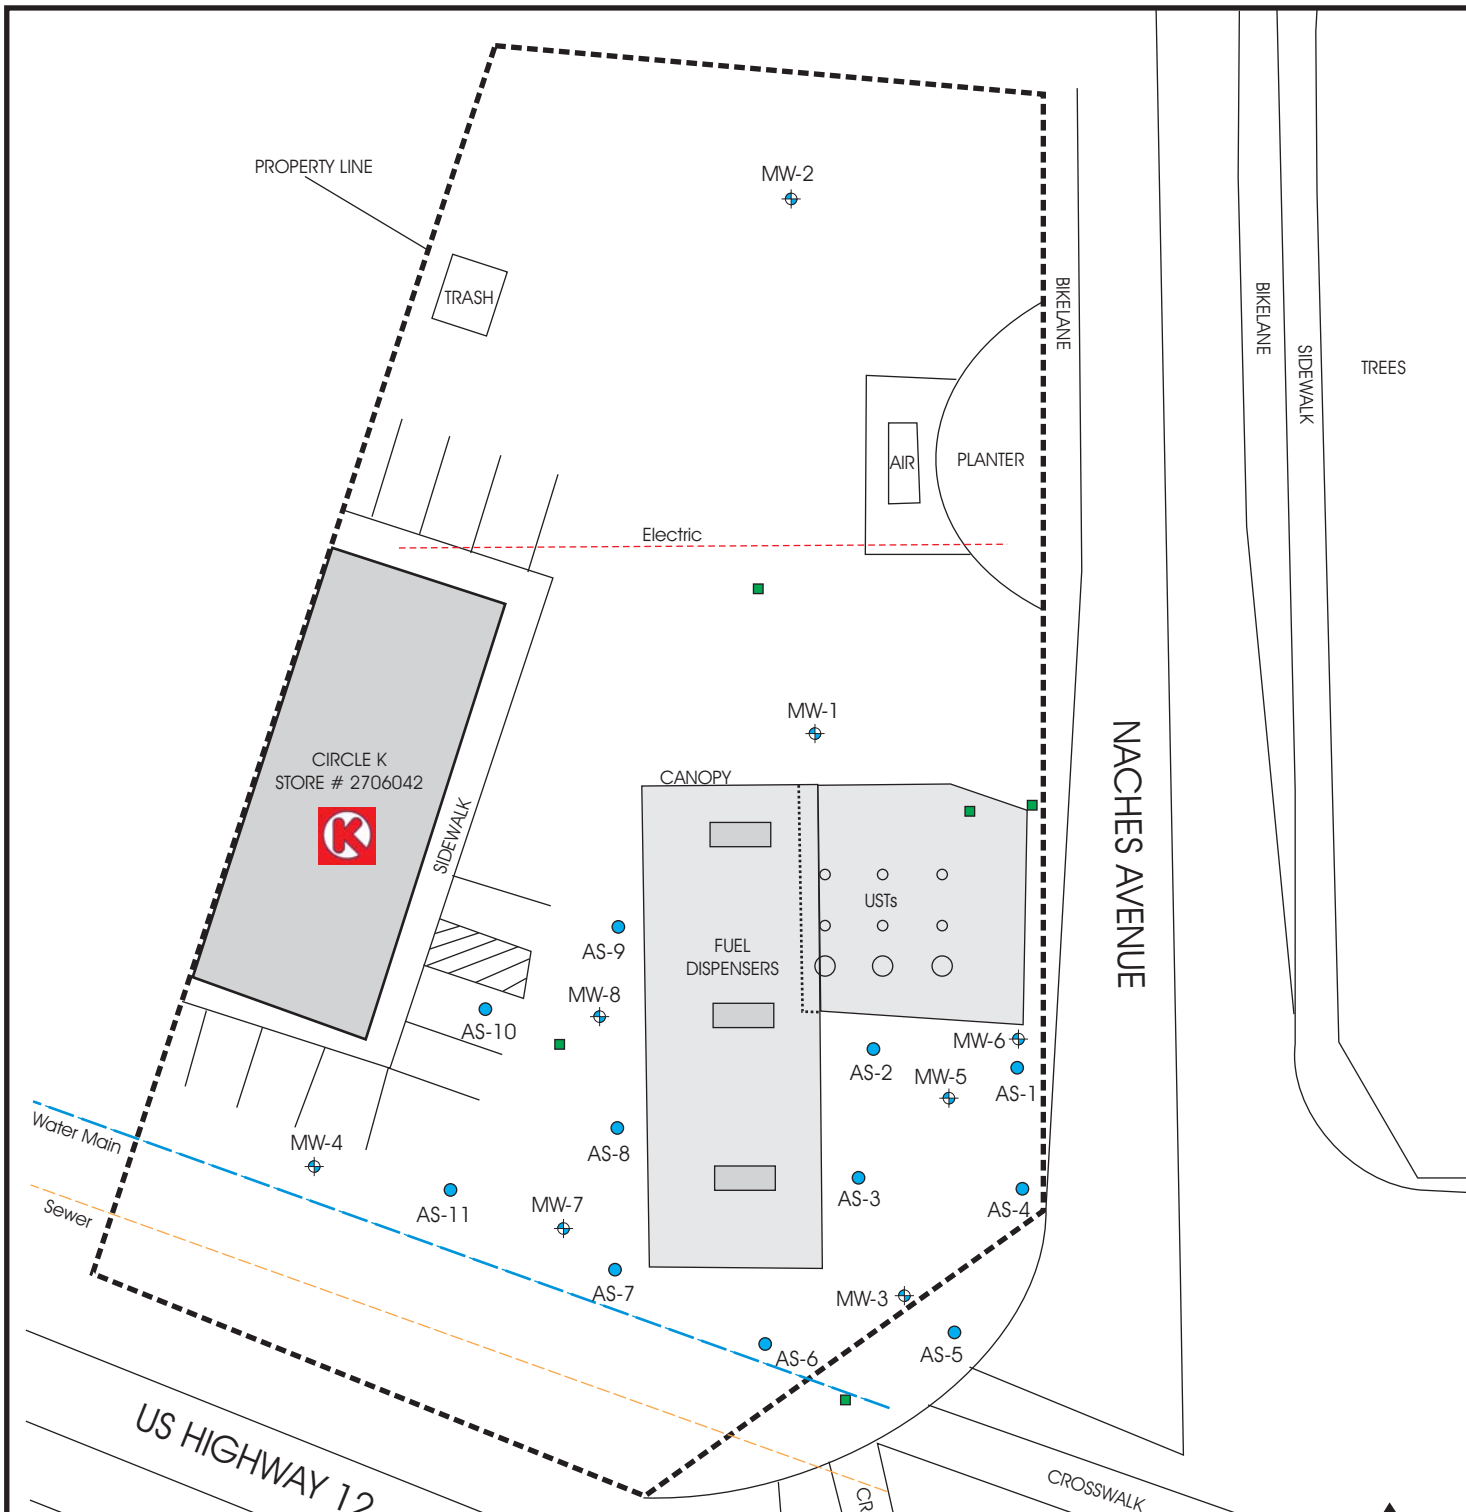 MW-2
PROPERTY LINE
TRASH
BIKELANE
BIKELANE
SIDEWALK
TREES
AIR
PLANTER
Electric
MW-1
NACHES AVENUE
CIRCLE K
STORE # 2706042
K
SIDEWALK
CANOPY
USTs
FUEL
DISPENSERS
AS-9
MW-8
AS-10
MW-6
AS-2
MW-5
AS-1
Water Main
MW-4
AS-8
AS-3
AS-4
Sewer
AS-11
MW-7
AS-7
MW-3
AS-6
AS-5
US HIGHWAY 12
CROSSWALK
CR